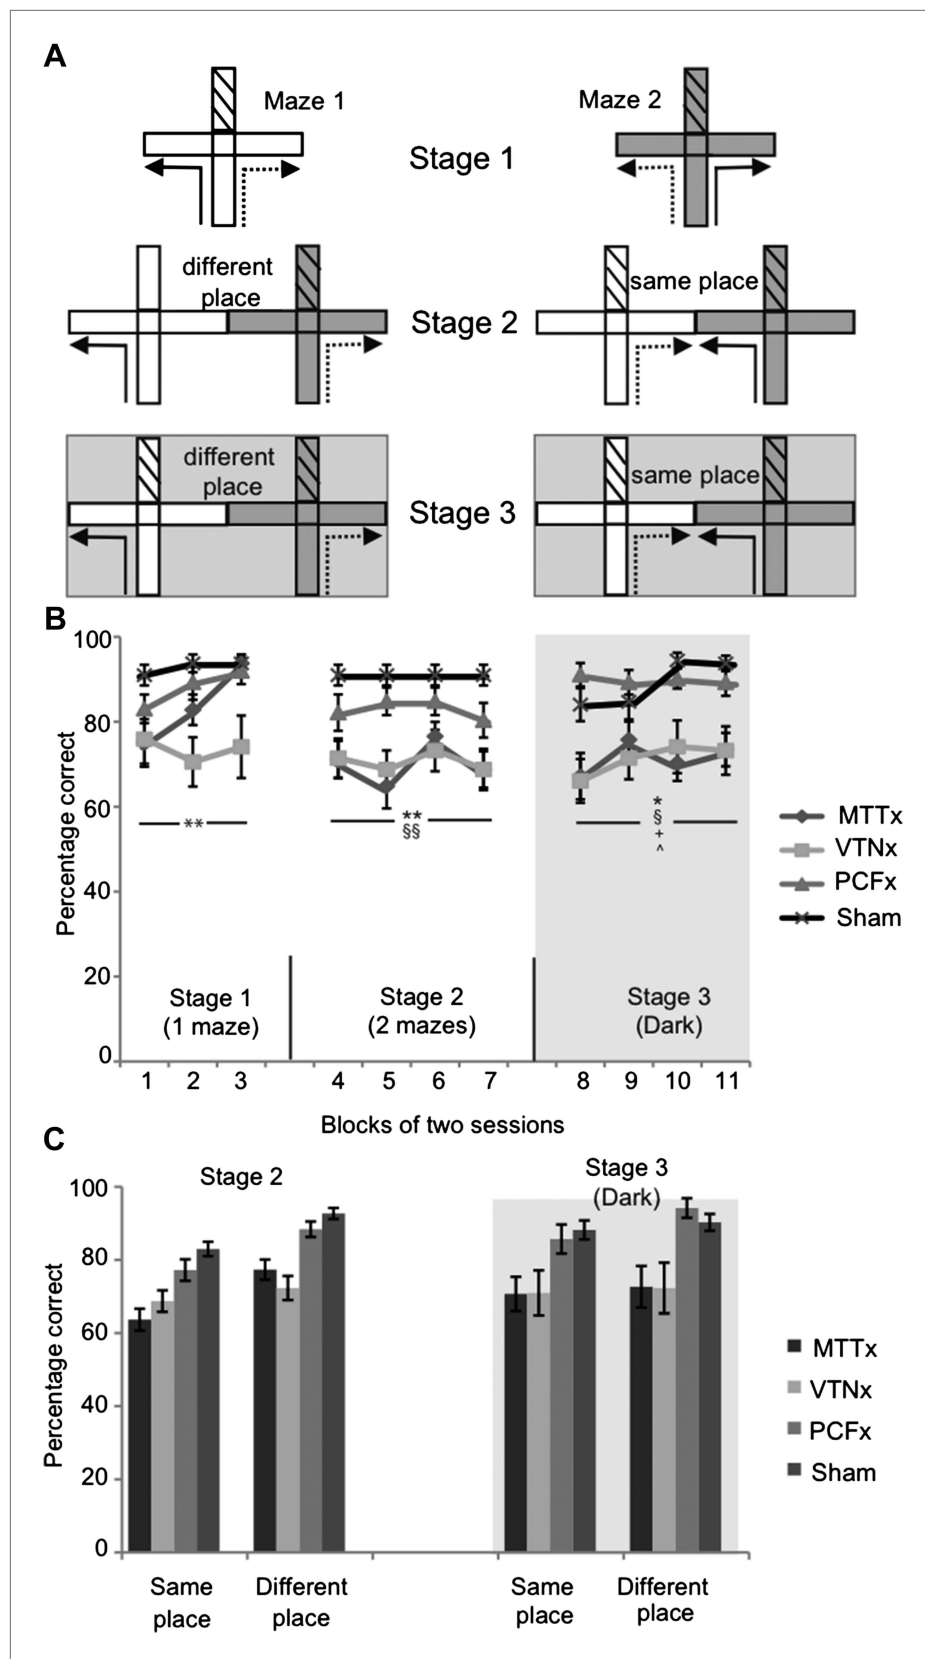 A
Maze 1
Maze 2
Stage 1
different
place
Stage 2
same place
different
place
Stage 3
same place
B
Percentage correct
100
80
60
40
20
0
**
**
§§
*
§
+
^
MTTx
VTNx
PCFx
Sham
Stage 1
(1 maze)
Stage 2
(2 mazes)
Stage 3
(Dark)
1 2 3 4 5 6 7 8 9 10 11
Blocks of two sessions
C
Stage 2
Stage 3
(Dark)
Percentage correct
100
80
60
40
20
0
MTTx
VTNx
PCFx
Sham
Same
place
Different
place
Same
place
Different
place